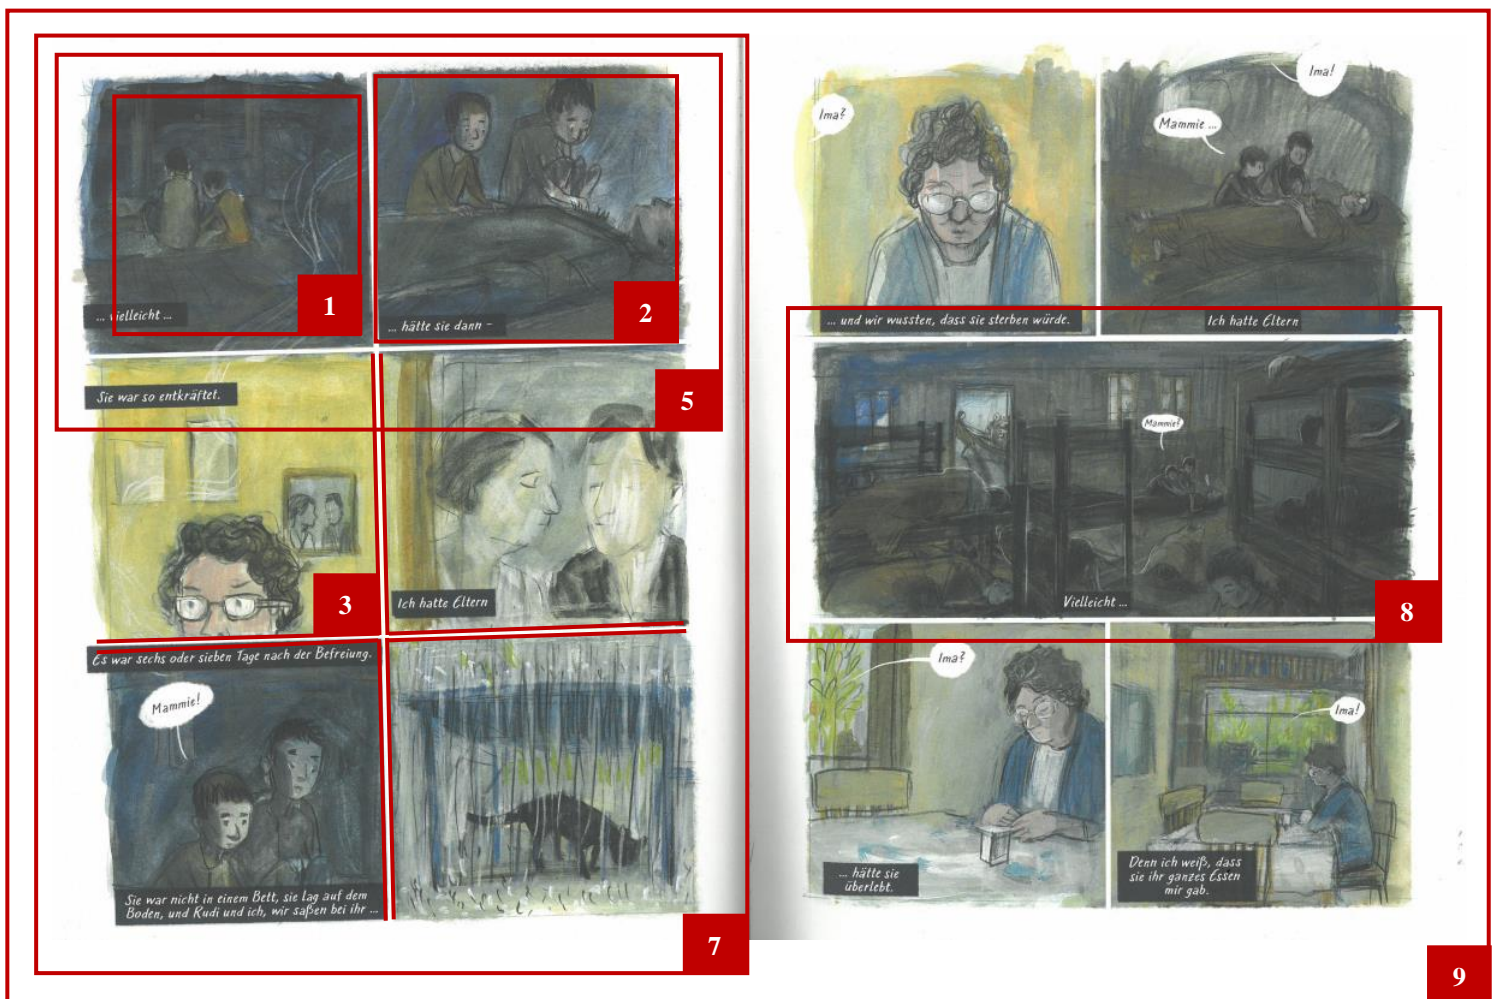 ... vielleicht ...
1
... hätte sie dann –
2
Sie war so entkräftet.
5
3
Ich hatte Eltern
Es war sechs oder sieben Tage nach der Befreiung.
Mammie!
Sie war nicht in einem Bett, sie lag auf dem
Boden, und Rudi und ich, wir saßen bei ihr ...
7
Ima?
... und wir wussten, dass sie sterben würde.
Ima!
Mammie ...
Ich hatte Eltern
Mammie!
Vielleicht ...
8
Ima?
... hätte sie
überlebt.
Ima!
Denn ich weiß, dass
sie ihr ganzes Essen
mir gab.
9